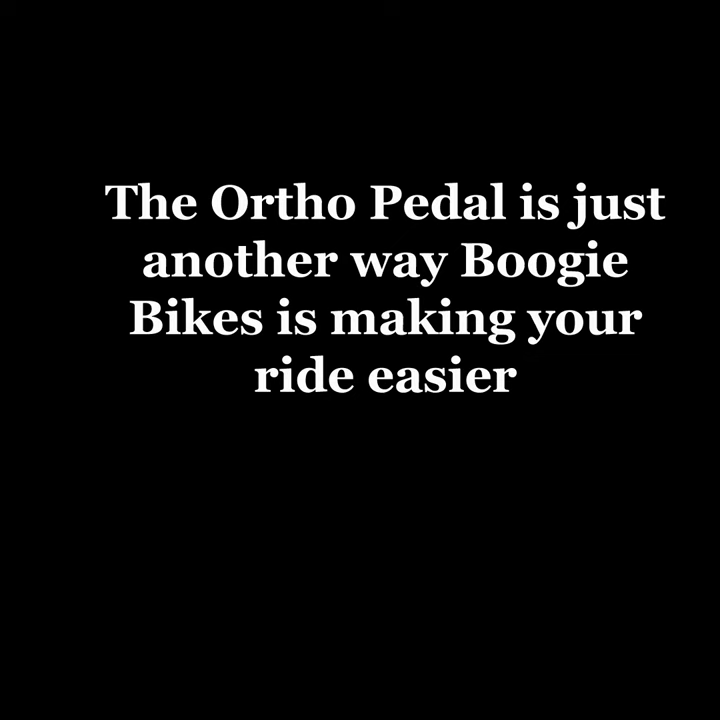 The Ortho Pedal is just
another way Boogie
Bikes is making your
ride easier